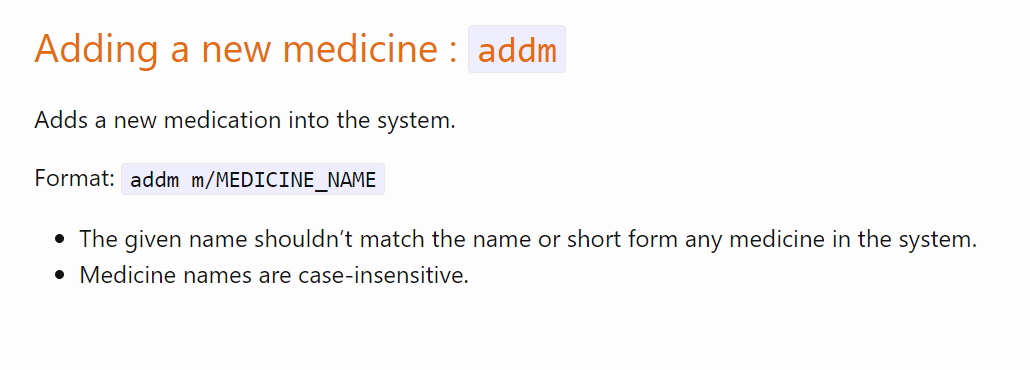 Adding a new medicine : addm
Adds a new medication into the system.
Format: addm m/MEDICINE_NAME
• The given name shouldn’t match the name or short form any medicine in the system.
• Medicine names are case-insensitive.